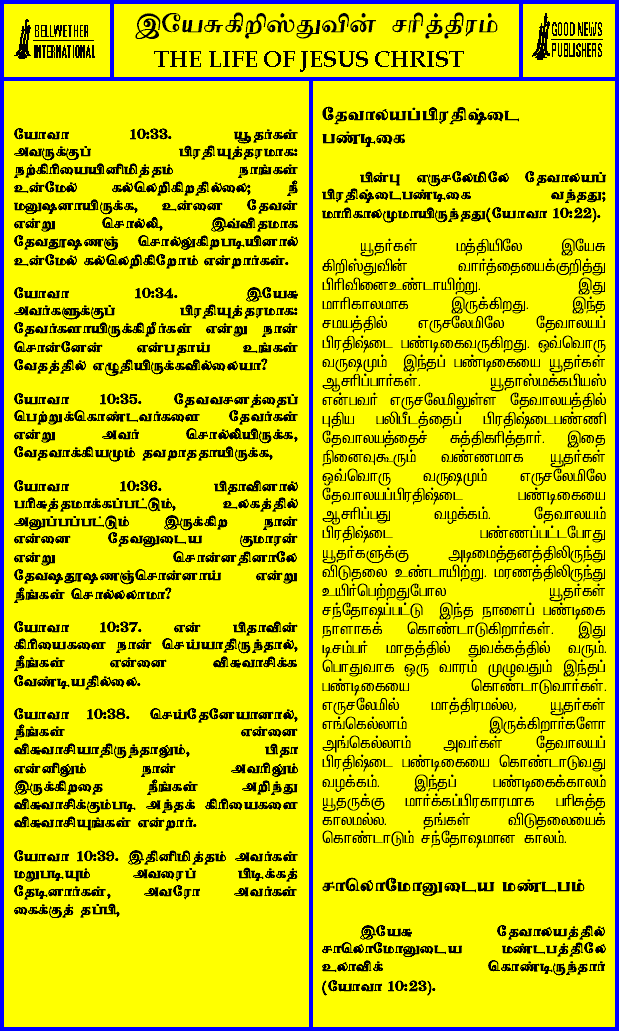 BELLWETHER
INTERNATIONAL
இயேசுகிறிஸ்துவின் சரித்திரம்
THE LIFE OF JESUS CHRIST
GOOD NEWS
PUBLISHERS
யோவா 10:33. யூதர்கள்
அவருக்குப் பிரதியுத்தரமாக:
நற்கிரியையினிமித்தம் நாங்கள்
உன்மேல் கல்லெறிகிறதில்லை; நீ
மனுஷனாயிருக்க, உன்னை தேவன்
என்று சொல்லி, இவ்விதமாக
தேவதூஷணஞ் சொல்லுகிறபடியினால்
உன்மேல் கல்லெறிகிறோம் என்றார்கள்.
யோவா 10:34. இயேசு
அவர்களுக்குப் பிரதியுத்தரமாக:
தேவர்களாயிருக்கிறீர்கள் என்று நான்
சொன்னேன் என்பதாய் உங்கள்
வேதத்தில் எழுதியிருக்கவில்லையா?
யோவா 10:35. தேவவசனத்தைப்
பெற்றுக்கொண்டவர்களை தேவர்கள்
என்று அவர் சொல்லியிருக்க,
வேதவாக்கியமும் தவறாததாயிருக்க,
யோவா 10:36. பிதாவினால்
பரிசுத்தமாக்கப்பட்டும், உலகத்தில்
அனுப்பப்பட்டும் இருக்கிற நான்
என்னை தேவனுடைய குமாரன்
என்று சொன்னதினாலே
தேவஷதூஷணஞ்சொன்னாய் என்று
நீங்கள் சொல்லலாமா?
யோவா 10:37. என் பிதாவின்
கிரியைகளை நான் செய்யாதிருந்தால்,
நீங்கள் என்னை விசுவாசிக்க
வேண்டியதில்லை.
யோவா 10:38. செய்தேனேயானால்,
நீங்கள் என்னை
விசுவாசியாதிருந்தாலும், பிதா
என்னிலும் நான் அவரிலும்
இருக்கிறதை நீங்கள் அறிந்து
விசுவாசிக்கும்படி அந்தக் கிரியைகளை
விசுவாசியுங்கள் என்றார்.
யோவா 10:39. இதினிமித்தம் அவர்கள்
மறுபடியும் அவரைப் பிடிக்கத்
தேடினார்கள், அவரோ அவர்கள்
கைக்குத் தப்பி,
தேவாலயப்பிரதிஷ்டை
பண்டிகை
பின்பு எருசலேமிலே தேவாலயப்
பிரதிஷ்டைபண்டிகை வந்தது;
மாரிகாலமுமாயிருந்தது(யோவா 10:22).
யூதர்கள் மத்தியிலே இயேசு
கிறிஸ்துவின் வார்த்தையைக்குறித்து
பிரிவினைஉண்டாயிற்று. இது
மாரிகாலமாக இருக்கிறது. இந்த
சமயத்தில் எருசலேமிலே தேவாலயப்
பிரதிஷ்டை பண்டிகைவருகிறது. ஒவ்வொரு
வருஷமும் இந்தப் பண்டிகையை யூதர்கள்
ஆசரிப்பார்கள். யூதாஸ்மக்கபியஸ்
என்பவர் எருசலேமிலுள்ள தேவாலயத்தில்
புதிய பலிபீடத்தைப் பிரதிஷ்டைபண்ணி
தேவாலயத்தைச் சுத்திகரித்தார். இதை
நினைவுகூரும் வண்ணமாக யூதர்கள்
ஒவ்வொரு வருஷமும் எருசலேமிலே
தேவாலயப்பிரதிஷ்டை பண்டிகையை
ஆசரிப்பது வழக்கம். தேவாலயம்
பிரதிஷ்டை பண்ணப்பட்டபோது
யூதர்களுக்கு அடிமைத்தனத்திலிருந்து
விடுதலை உண்டாயிற்று. மரணத்திலிருந்து
உயிர்பெற்றதுபோல யூதர்கள்
சந்தோஷப்பட்டு இந்த நாளைப் பண்டிகை
நாளாகக் கொண்டாடுகிறார்கள். இது
டிசம்பர் மாதத்தில் துவக்கத்தில் வரும்.
பொதுவாக ஒரு வாரம் முழுவதும் இந்தப்
பண்டிகையை கொண்டாடுவார்கள்.
எருசலேமில் மாத்திரமல்ல, யூதர்கள்
எங்கெல்லாம் இருக்கிறார்களோ
அங்கெல்லாம் அவர்கள் தேவாலயப்
பிரதிஷ்டை பண்டிகையை கொண்டாடுவது
வழக்கம். இந்தப் பண்டிகைக்காலம்
யூதருக்கு மார்க்கப்பிரகாரமாக பரிசுத்த
காலமல்ல. தங்கள் விடுதலையைக்
கொண்டாடும் சந்தோஷமான காலம்.
சாலொமோனுடைய மண்டபம்
இயேசு தேவாலயத்தில்
சாலொமோனுடைய மண்டபத்திலே
உலாவிக் கொண்டிருந்தார்
(யோவா 10:23).